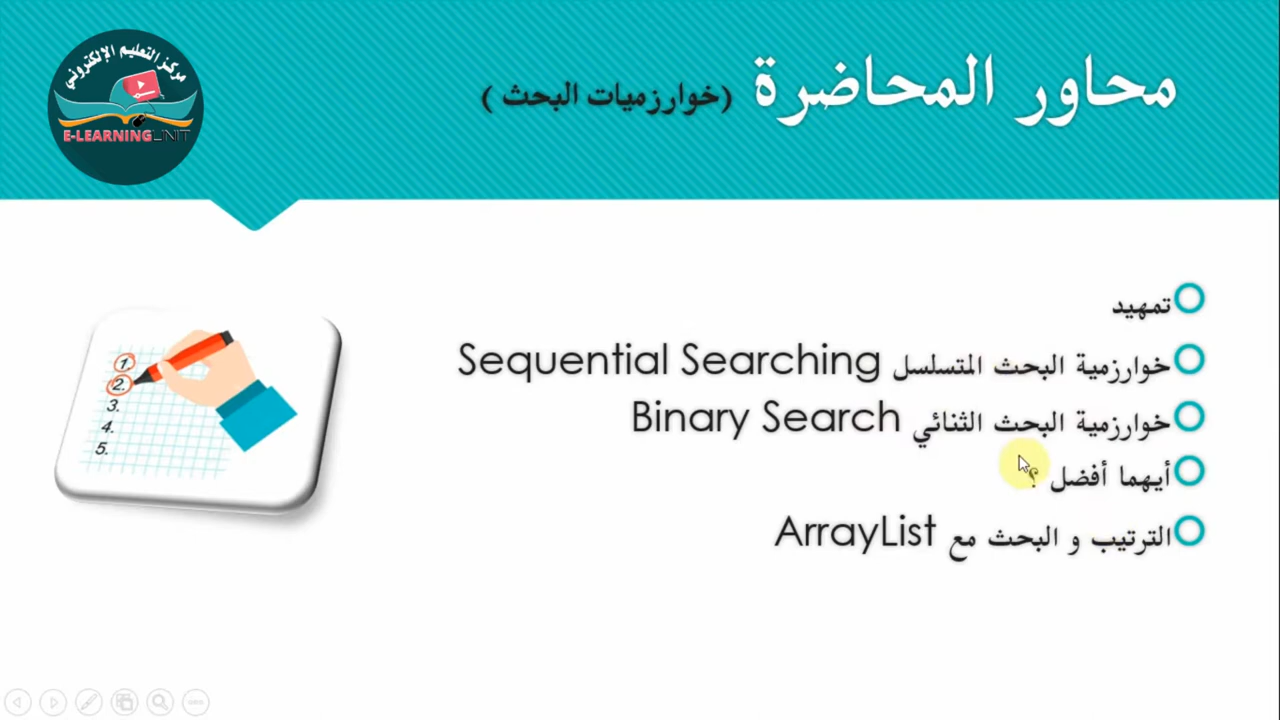 مركز التعليم الإلكتروني
E-LEARNING UNIT
محاور المحاضرة (خوارزميات البحث )
تمهيد
خوارزمية البحث المتسلسل Sequential Searching
خوارزمية البحث الثنائي Binary Search
أيهما أفضل ؟
الترتيب و البحث مع ArrayList
1.
2.
3.
4.
5.